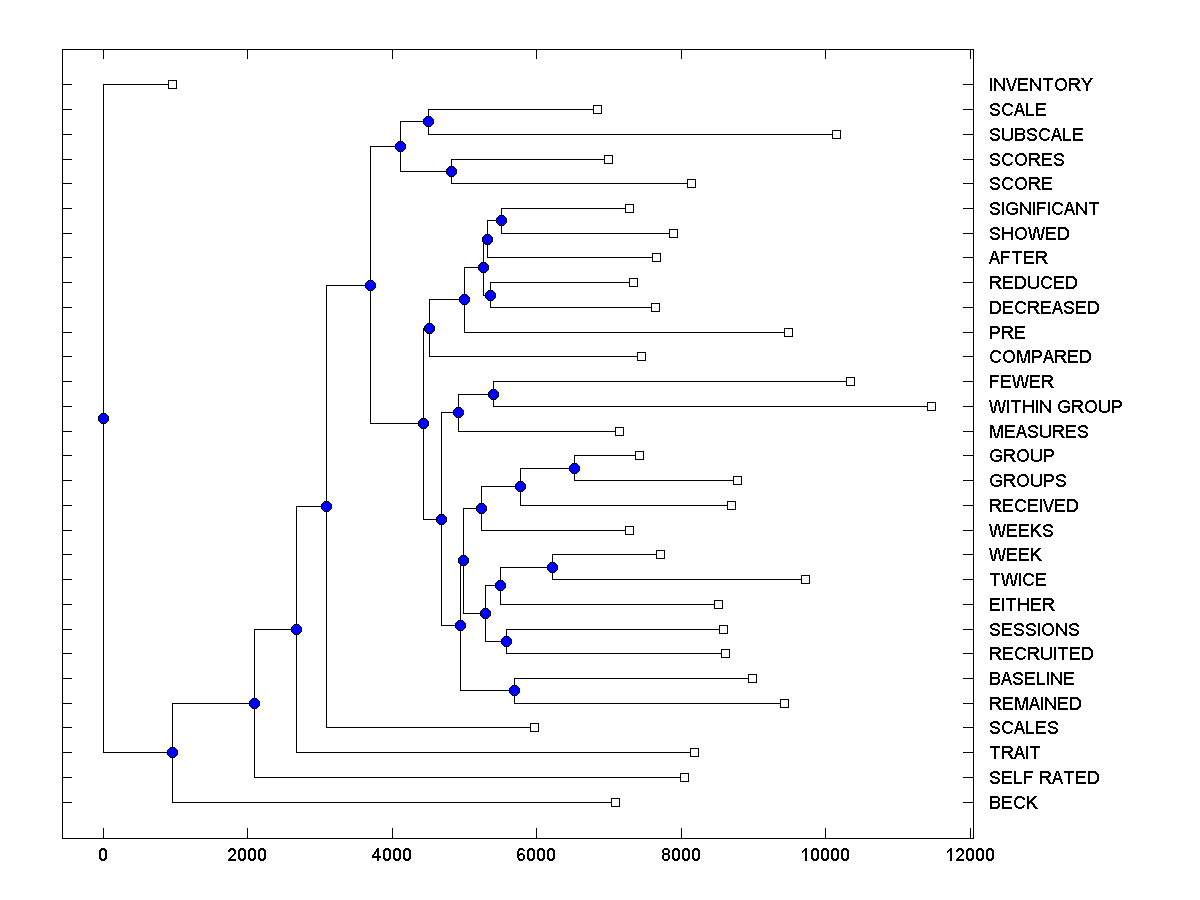 INVENTORY
SCALE
SUBSCALE
SCORES
SCORE
SIGNIFICANT
SHOWED
AFTER
REDUCED
DECREASED
PRE
COMPARED
FEWER
WITHIN GROUP
MEASURES
GROUP
GROUPS
RECEIVED
WEEKS
WEEK
TWICE
EITHER
SESSIONS
RECRUITED
BASELINE
REMAINED
SCALES
TRAIT
SELF RATED
BECK
0 2000 4000 6000 8000 10000 12000